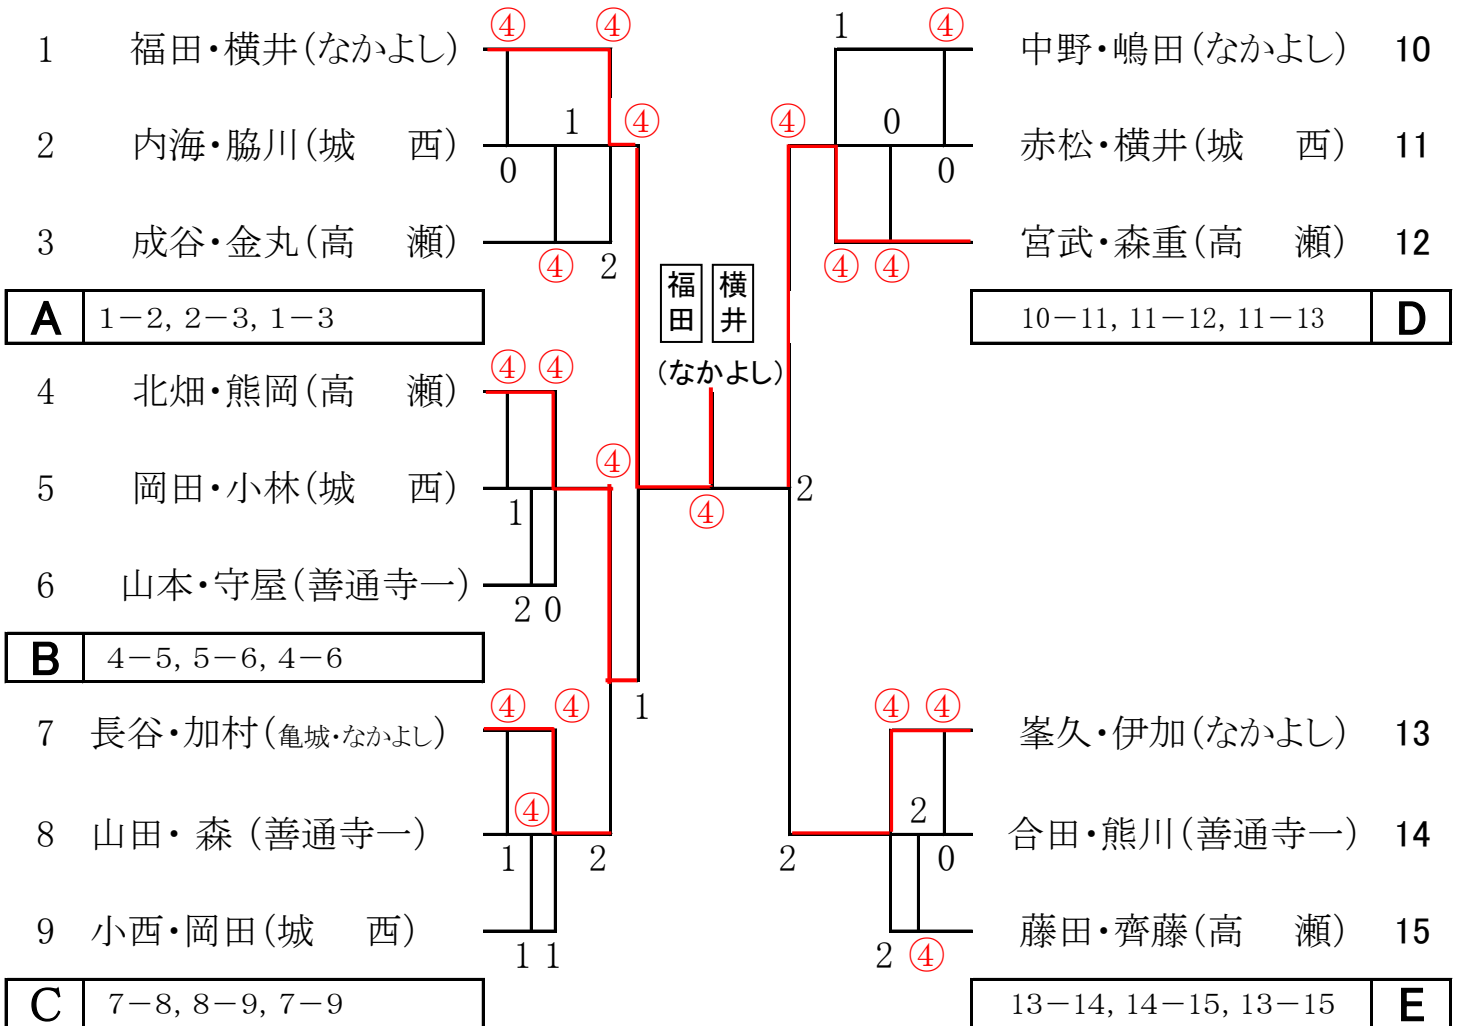 ④ ④ 1 ④
1 福田・横井(なかよし) 中野・嶋田(なかよし) 10
1 ④ ④ 0
2 内海・脇川(城 西) 赤松・横井(城 西) 11
0 0
3 成谷・金丸(高 瀬) 宮武・森重(高 瀬) 12
④ 2 ④ ④
福田 横井
A 1-2, 2-3, 1-3 10-11, 11-12, 11-13 D
(なかよし)
④ ④
4 北畑・熊岡(高 瀬)
④
5 岡田・小林(城 西) 2
1 ④
6 山本・守屋(善通寺一)
2 0
B 4-5, 5-6, 4-6
④ ④ 1 ④ ④
7 長谷・加村(亀城・なかよし) 峯久・伊加(なかよし) 13
④ 2
8 山田・ 森 (善通寺一) 合田・熊川(善通寺一) 14
1 2 2 0
9 小西・岡田(城 西) 藤田・齊藤(高 瀬) 15
1 1 2 ④
C 7-8, 8-9, 7-9 13-14, 14-15, 13-15 E